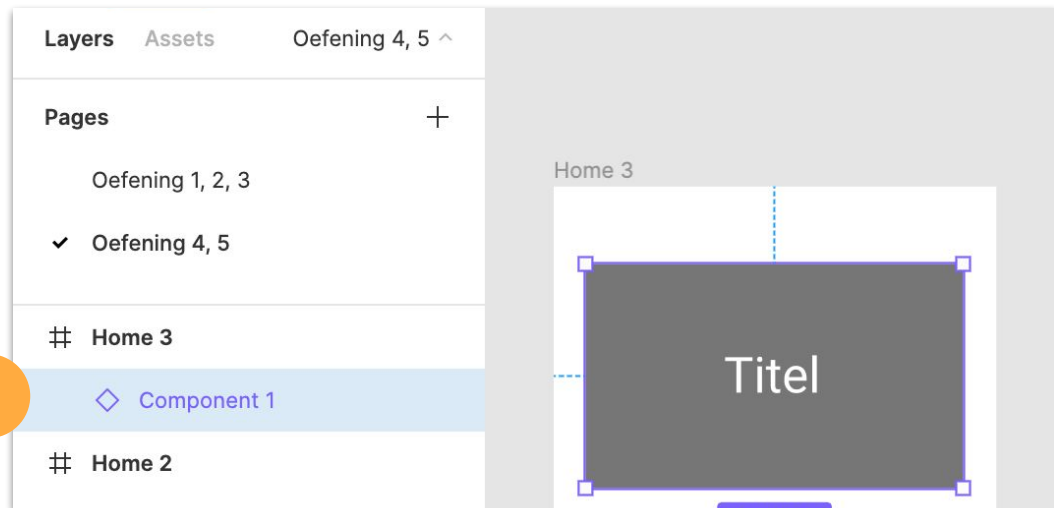 Layers Assets Oefening 4, 5
Pages
Oefening 1, 2, 3
Oefening 4, 5
Home 3
Component 1
Home 2
Home 3
Titel